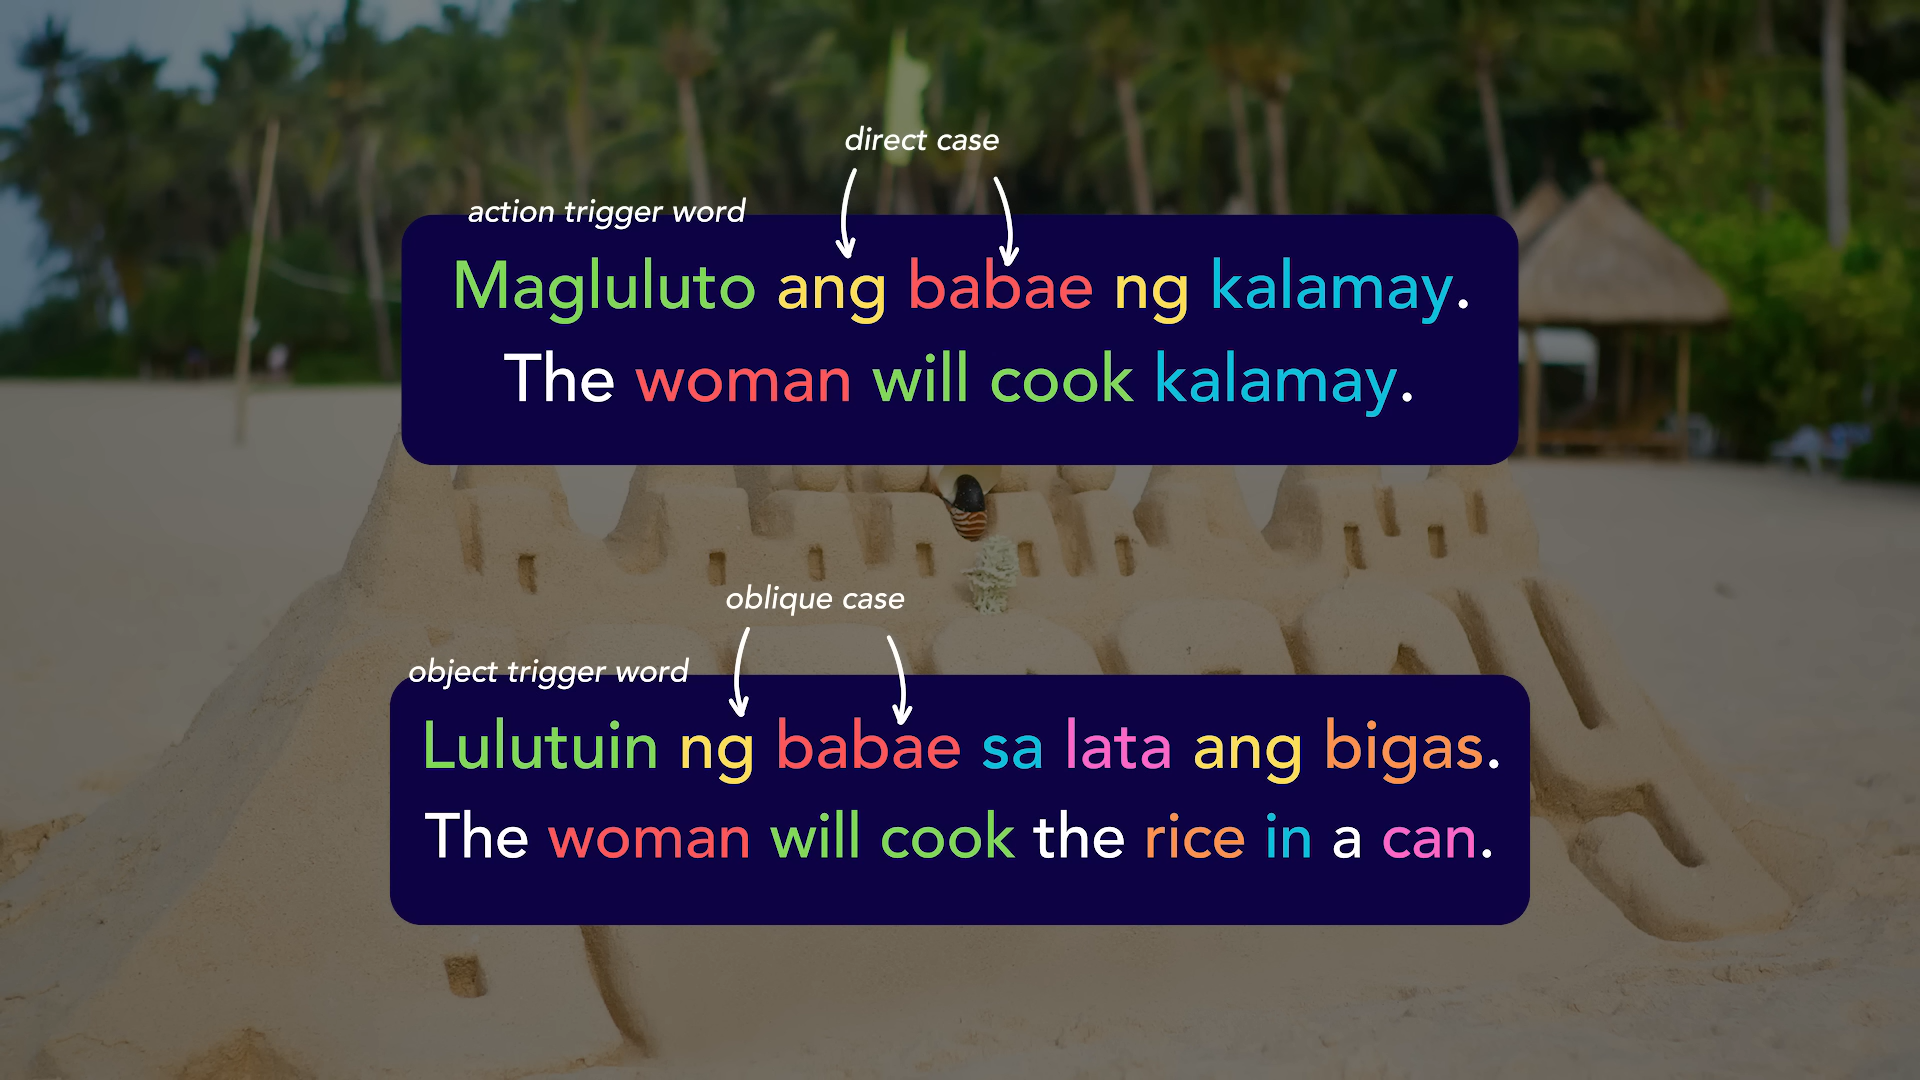 direct case
action trigger word
Magluluto ang babae ng kalamay.
The woman will cook kalamay.
oblique case
object trigger word
Lulutuin ng babae sa lata ang bigas.
The woman will cook the rice in a can.